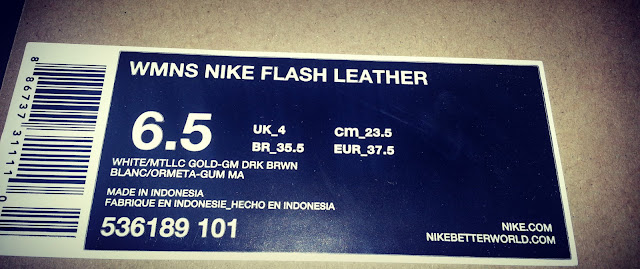 WMNS NIKE FLASH LEATHER
6.5
UK_4 cm_23.5
BR_35.5 EUR_37.5
WHITE/MTLLC GOLD-GM DRK BRWN
BLANC/ORMETA-GUM MA
MADE IN INDONESIA
FABRIQUE EN INDONESIE_HECHO EN INDONESIA
536189 101
NIKE.COM
NIKEBETTERWORLD.COM